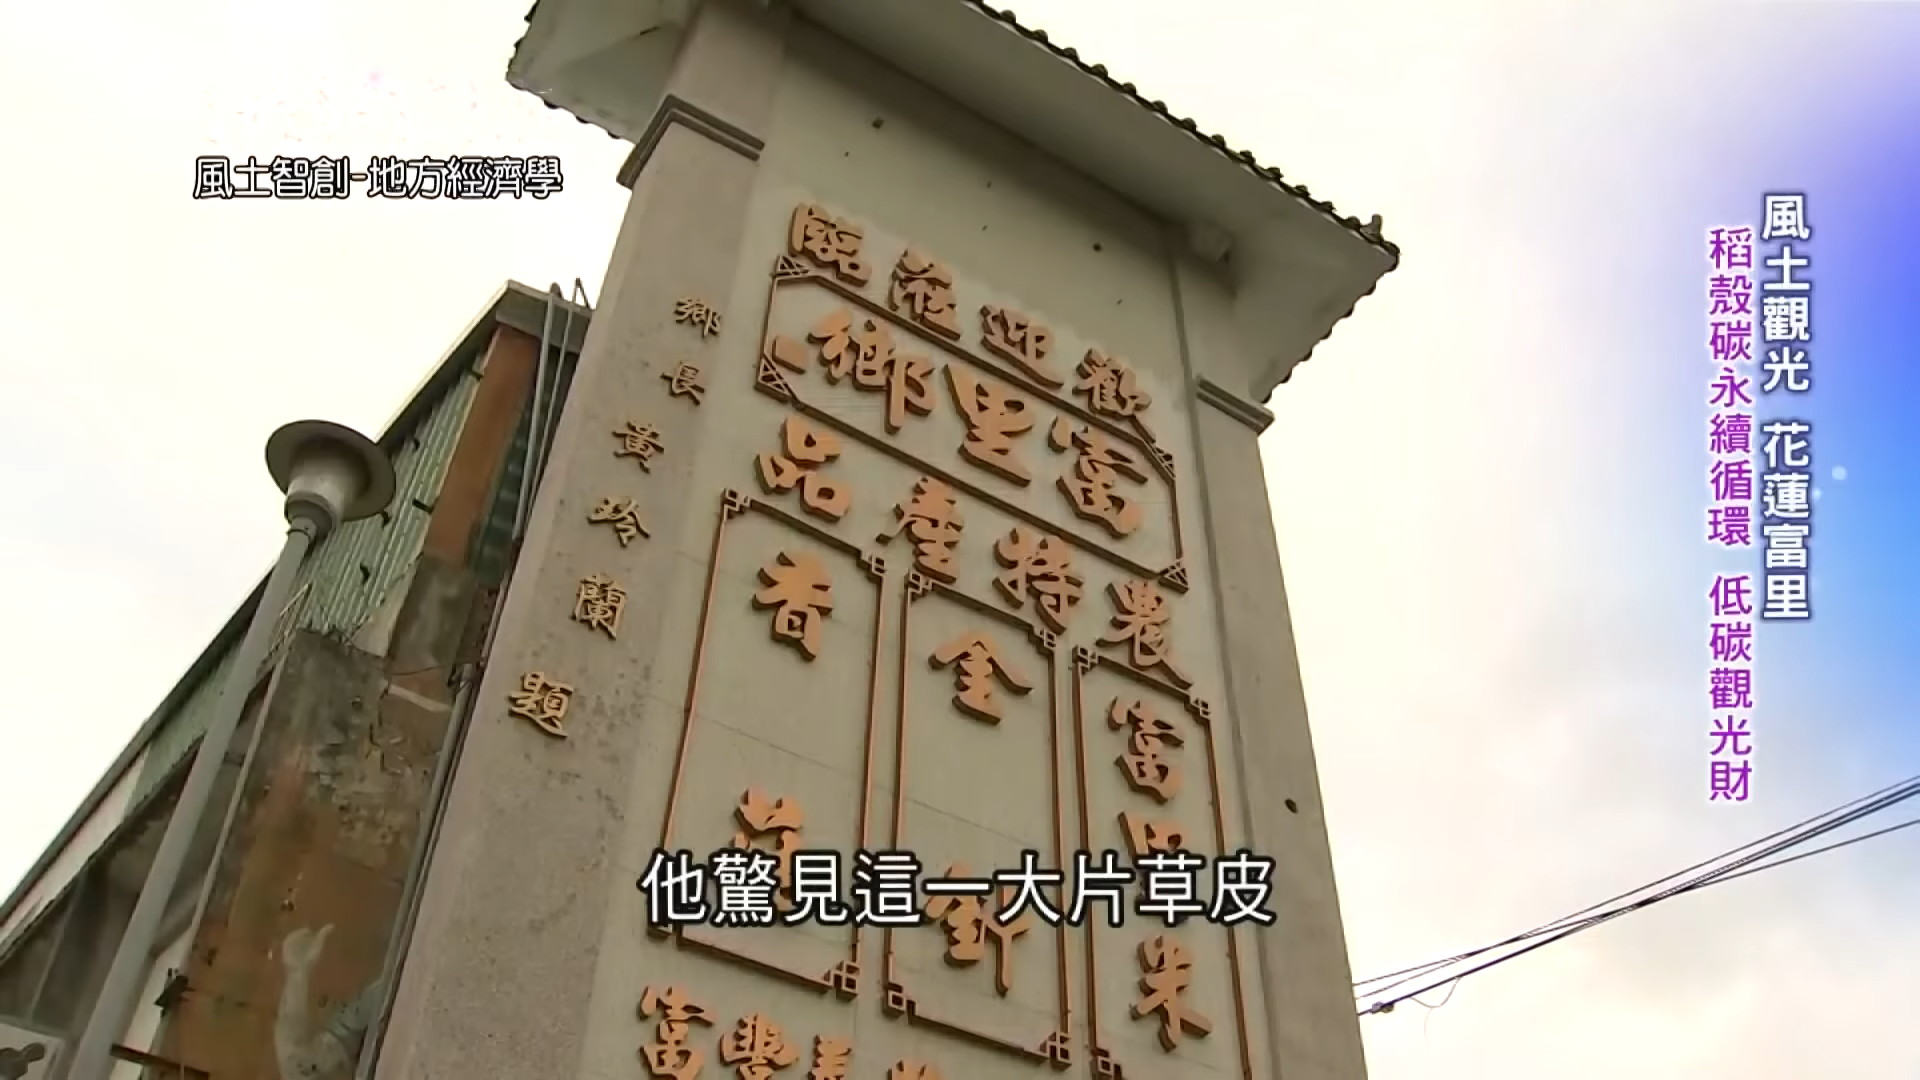 風土智創-地方經濟學
風土觀光 花蓮富里
稻殼碳永續循環 低碳觀光財
歡迎蒞臨
富里鄉
農特產品
富里米
金針
香
鄉長黃玲蘭題
他驚見這一大片草皮